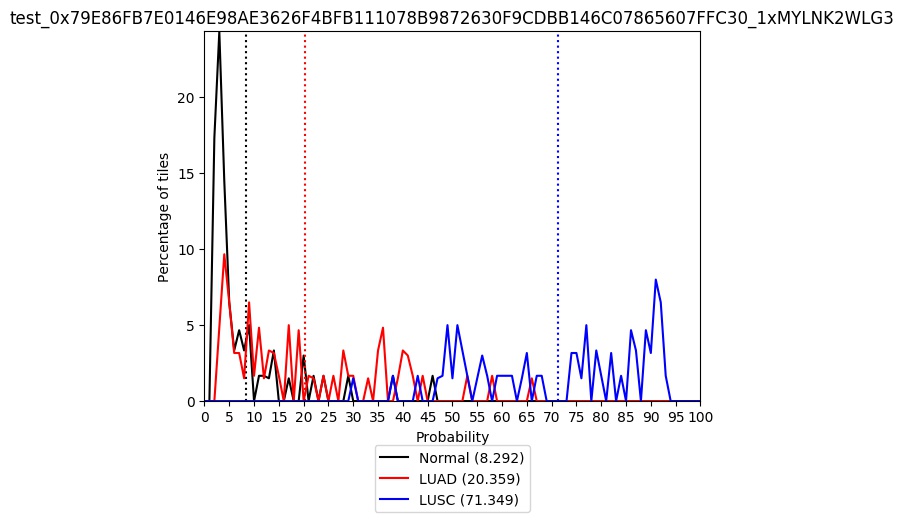 test_0x79E86FB7E0146E98AE3626F4BFB111078B9872630F9CDBB146C07865607FFC30_1xMYLNK2WLG3
20
15
10
5
0
Percentage of tiles
0 5 10 15 20 25 30 35 40 45 50 55 60 65 70 75 80 85 90 95 100
Probability
Normal (8.292)
LUAD (20.359)
LUSC (71.349)